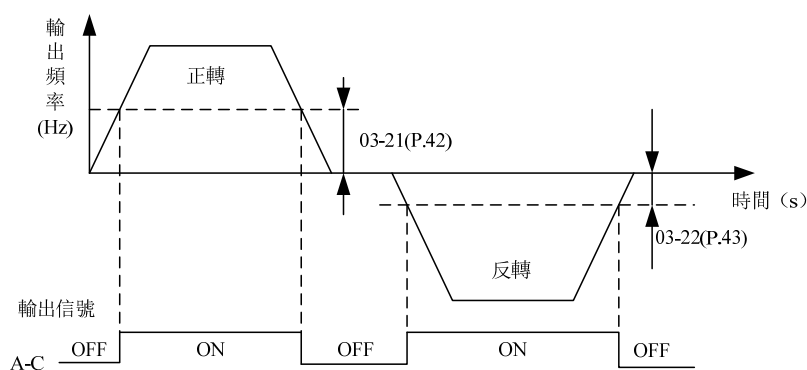 輸出頻率(Hz)
正轉
03-21(P.42)
時間（s）
03-22(P.43)
反轉
輸出信號
A-C OFF ON OFF ON OFF